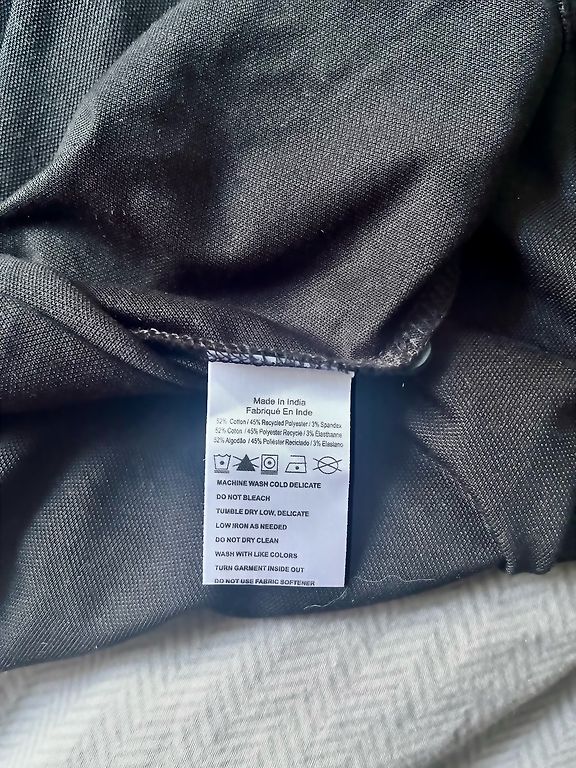 Made In India
Fabriqué En Inde
52% Cotton / 45% Recycled Polyester / 3% Spandex
52% Coton / 45% Polyester Recyclé / 3% Élasthanne
52% Algodão / 45% Poliéster Reciclado / 3% Elastano
MACHINE WASH COLD DELICATE
DO NOT BLEACH
TUMBLE DRY LOW, DELICATE
LOW IRON AS NEEDED
DO NOT DRY CLEAN
WASH WITH LIKE COLORS
TURN GARMENT INSIDE OUT
DO NOT USE FABRIC SOFTENER